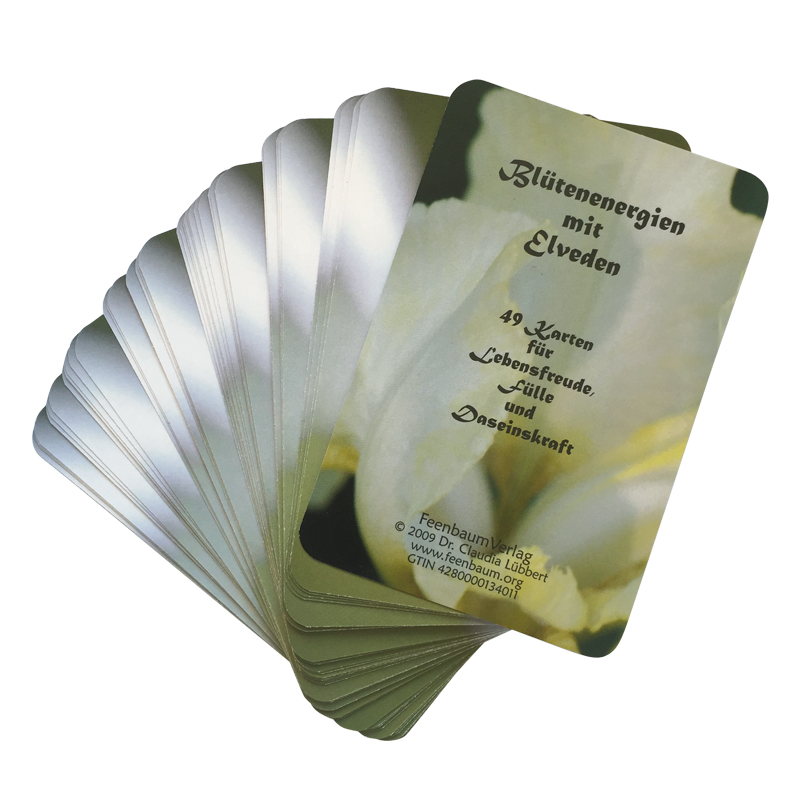 Blütenenergien
mit
Elveden
49 Karten
für
Lebensfreude,
Fülle
und
Daseinskraft
FeenbaumVerlag
© 2009 Dr. Claudia Lübbert
www.feenbaum.org
GTIN 4280000134011